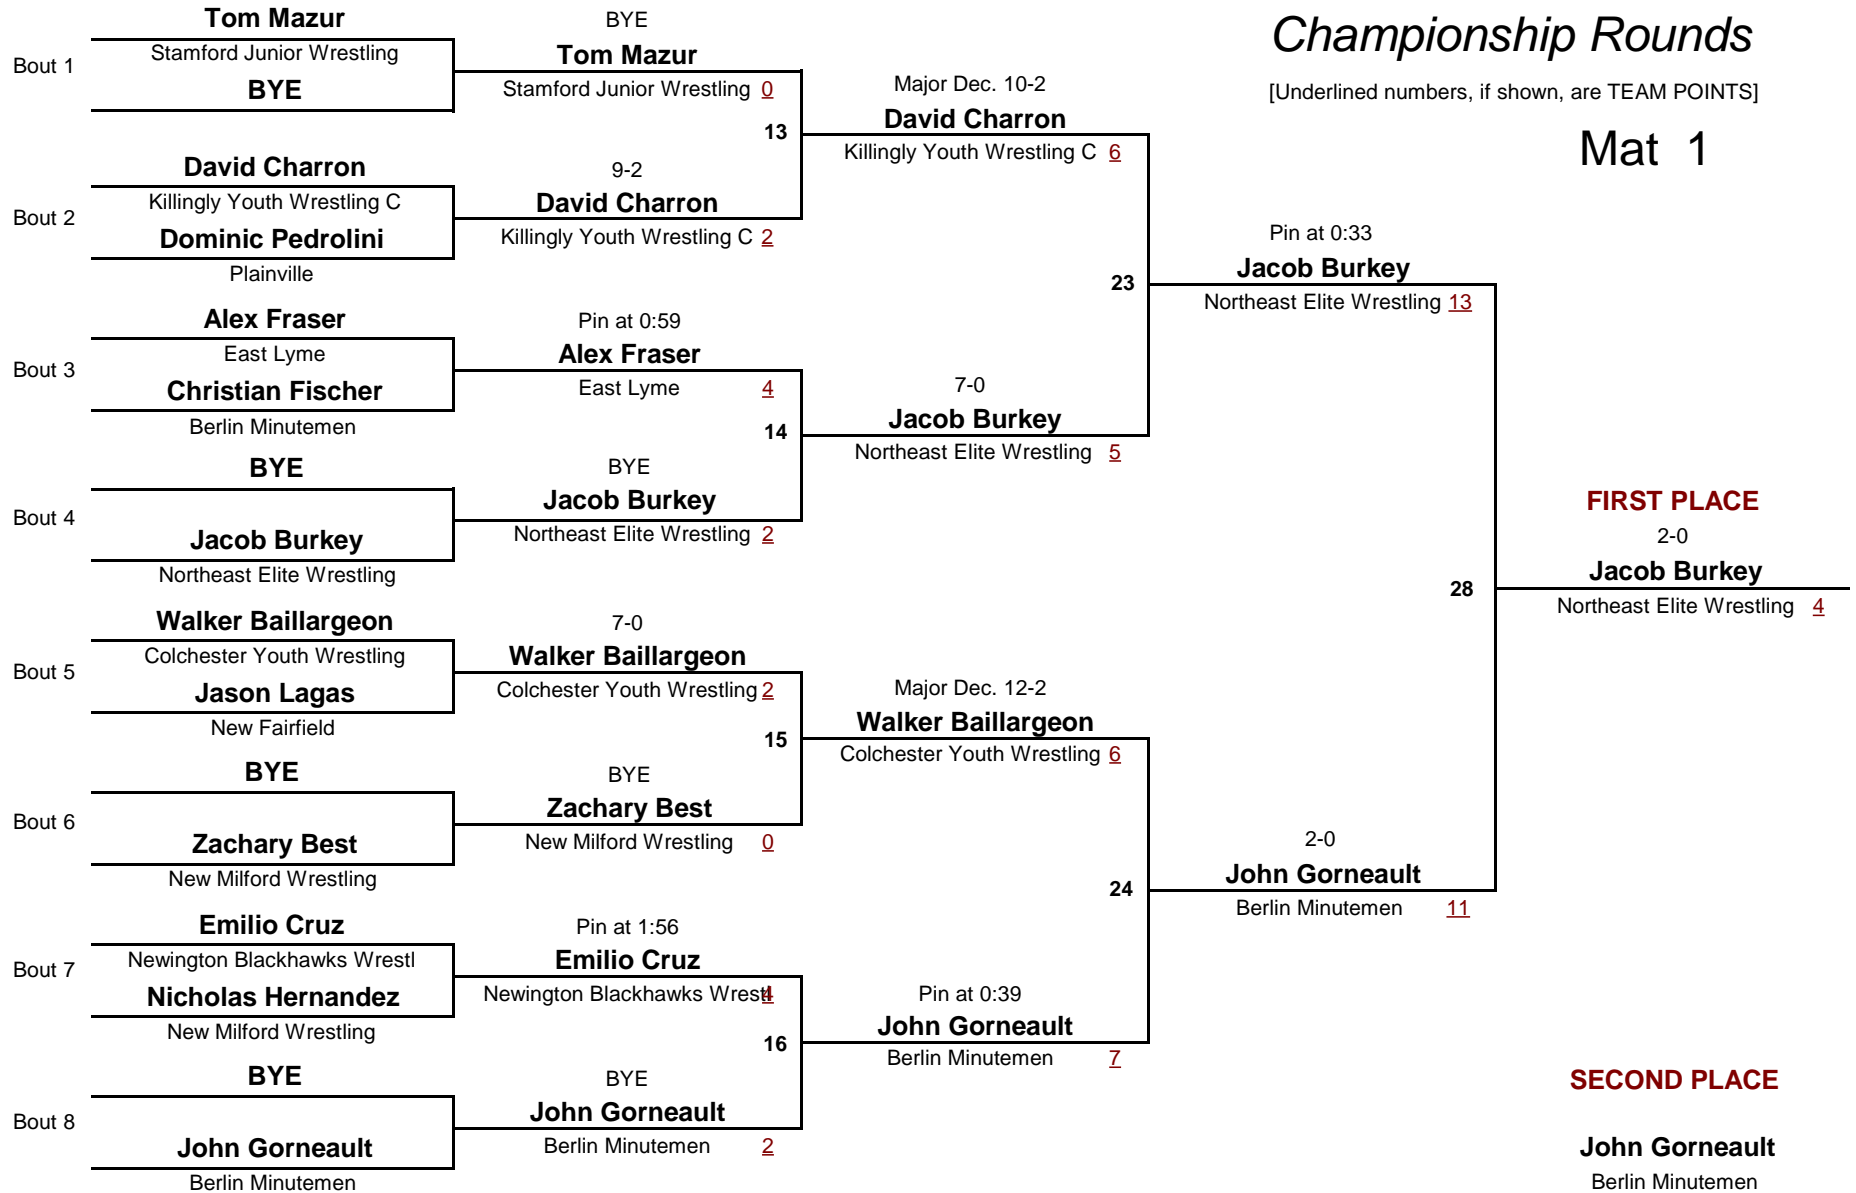 Championship Rounds
[Underlined numbers, if shown, are TEAM POINTS]
Mat 1
Bout 1
Tom Mazur
Stamford Junior Wrestling
BYE
Bout 2
David Charron
Killingly Youth Wrestling C
Dominic Pedrolini
Plainville
Bout 3
Alex Fraser
East Lyme
Christian Fischer
Berlin Minutemen
Bout 4
BYE
Jacob Burkey
Northeast Elite Wrestling
Bout 5
Walker Baillargeon
Colchester Youth Wrestling
Jason Lagas
New Fairfield
Bout 6
BYE
Zachary Best
New Milford Wrestling
Bout 7
Emilio Cruz
Newington Blackhawks Wrestl
Nicholas Hernandez
New Milford Wrestling
Bout 8
BYE
John Gorneault
Berlin Minutemen
BYE
Tom Mazur
Stamford Junior Wrestling 0
13
9-2
David Charron
Killingly Youth Wrestling C 2
Pin at 0:59
Alex Fraser
East Lyme 4
14
BYE
Jacob Burkey
Northeast Elite Wrestling 2
7-0
Walker Baillargeon
Colchester Youth Wrestling 2
15
BYE
Zachary Best
New Milford Wrestling 0
Pin at 1:56
Emilio Cruz
Newington Blackhawks Wrestl 4
16
BYE
John Gorneault
Berlin Minutemen 2
Major Dec. 10-2
David Charron
Killingly Youth Wrestling C 6
23
7-0
Jacob Burkey
Northeast Elite Wrestling 5
Major Dec. 12-2
Walker Baillargeon
Colchester Youth Wrestling 6
24
Pin at 0:39
John Gorneault
Berlin Minutemen 7
Pin at 0:33
Jacob Burkey
Northeast Elite Wrestling 13
28
2-0
John Gorneault
Berlin Minutemen 11
FIRST PLACE
2-0
Jacob Burkey
Northeast Elite Wrestling 4
SECOND PLACE
John Gorneault
Berlin Minutemen